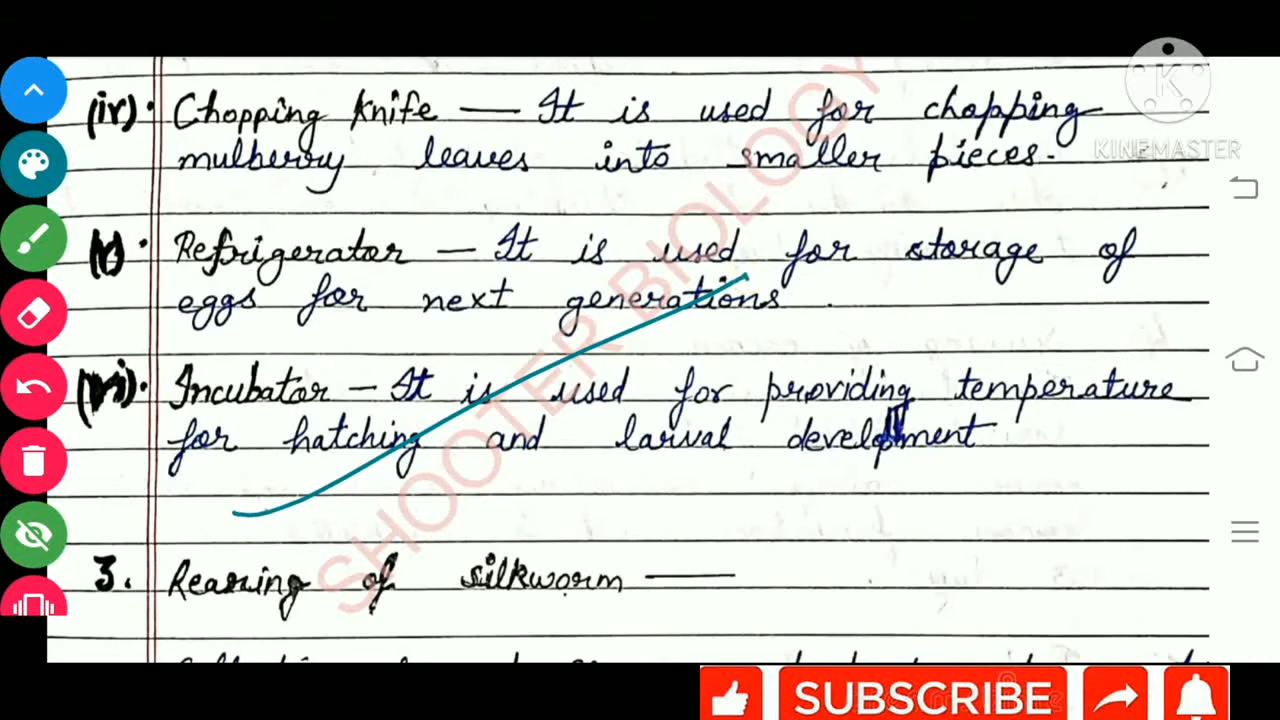 (iv). Chopping Knife — It is used for chopping
mulberry leaves into smaller pieces.
(v). Refrigerator — It is used for storage of
eggs for next generations.
(vi). Incubator — It is used for providing temperature
for hatching and larval development
3. Rearing of silkworm —
SHOOTER BIOLOGY
K
KINEMASTER
SUBSCRIBE